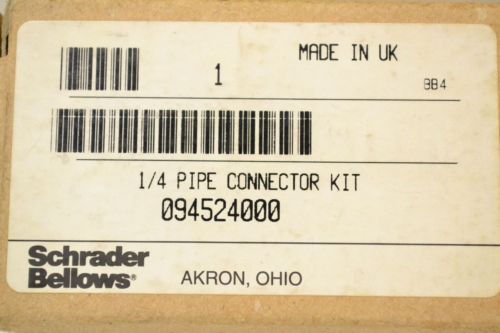 MADE IN UK
1
BB4
1/4 PIPE CONNECTOR KIT
094524000
Schrader
Bellows®
AKRON, OHIO